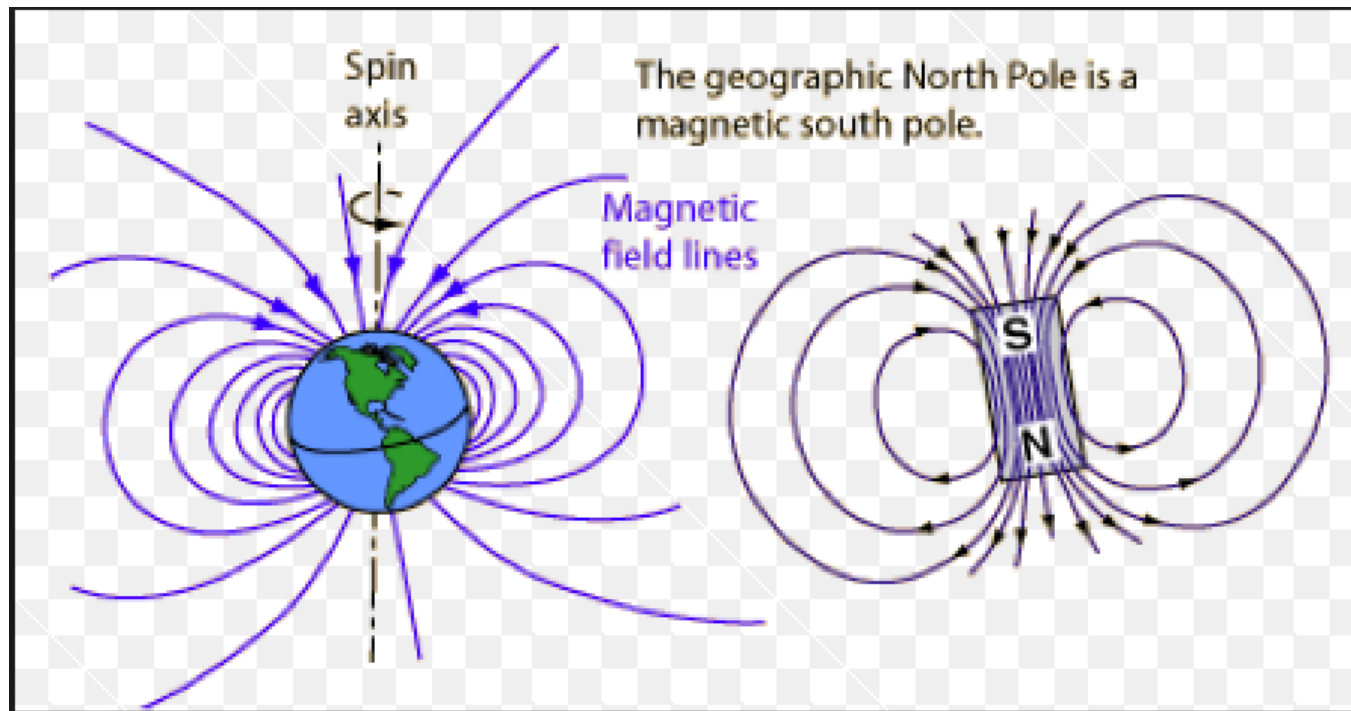 Spin
axis
The geographic North Pole is a
magnetic south pole.
Magnetic
field lines
S
N